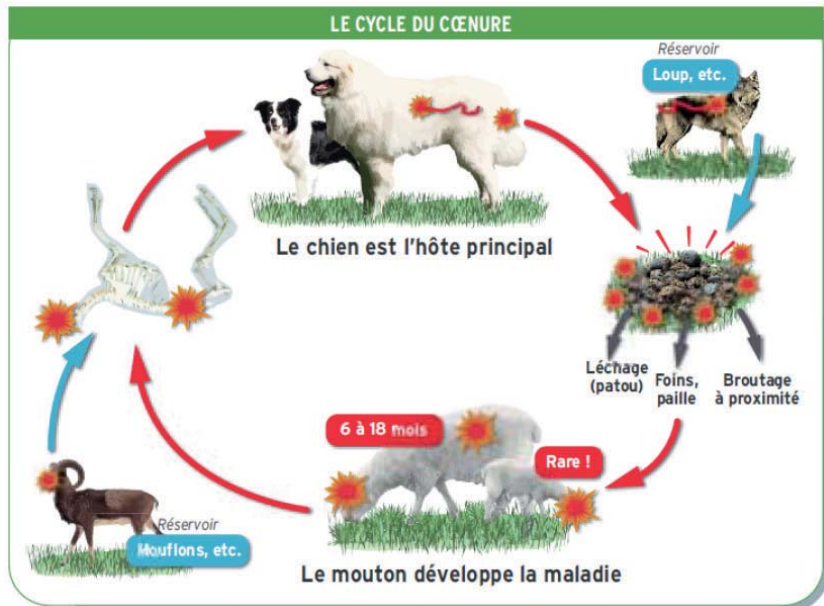 LE CYCLE DU CŒNURE
Réservoir
Loup, etc.
Le chien est l'hôte principal
Léchage
(patou)
Foins,
paille
Broutage
à proximité
6 à 18 mois
Rare !
Réservoir
Mouflons, etc.
Le mouton développe la maladie